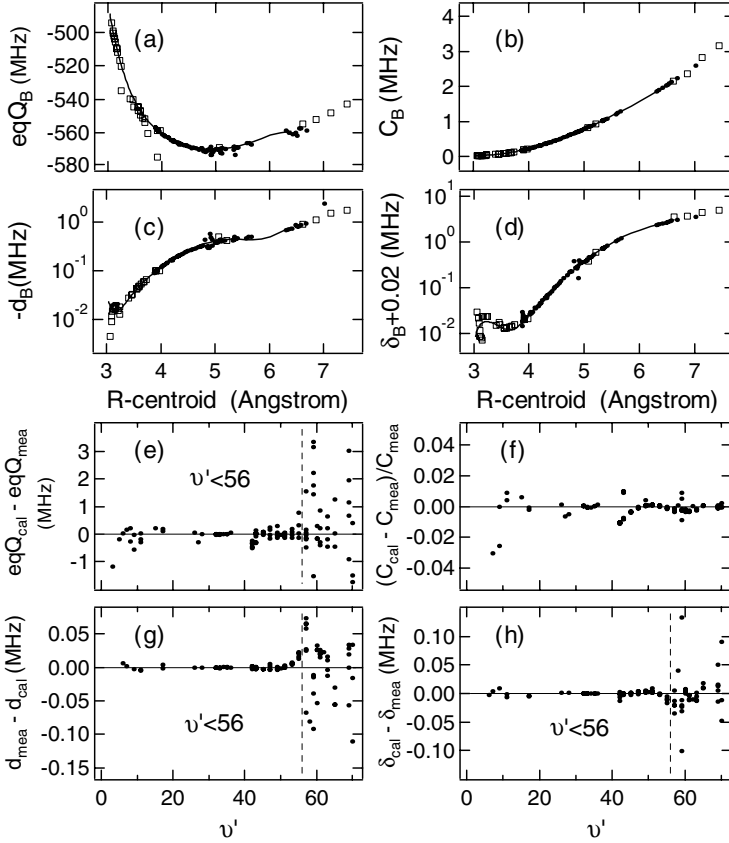 (a)
eqQ_B (MHz)
-500
-520
-540
-560
-580
(b)
C_B (MHz)
4
3
2
1
0
(c)
-d_B(MHz)
10^0
10^-1
10^-2
(d)
δ_B+0.02 (MHz)
10^1
10^0
10^-1
10^-2
3 4 5 6 7
3 4 5 6 7
R-centroid (Angstrom)
R-centroid (Angstrom)
(e)
eqQ_cal - eqQ_mea
(MHz)
3
2
1
0
-1
υ'<56
(f)
(C_cal - C_mea)/C_mea
0.04
0.02
0.00
-0.02
-0.04
(g)
d_mea - d_cal (MHz)
0.05
0.00
-0.05
-0.10
-0.15
υ'<56
(h)
δ_cal - δ_mea (MHz)
0.10
0.05
0.00
-0.05
-0.10
υ'<56
0 20 40 60
0 20 40 60
υ'
υ'